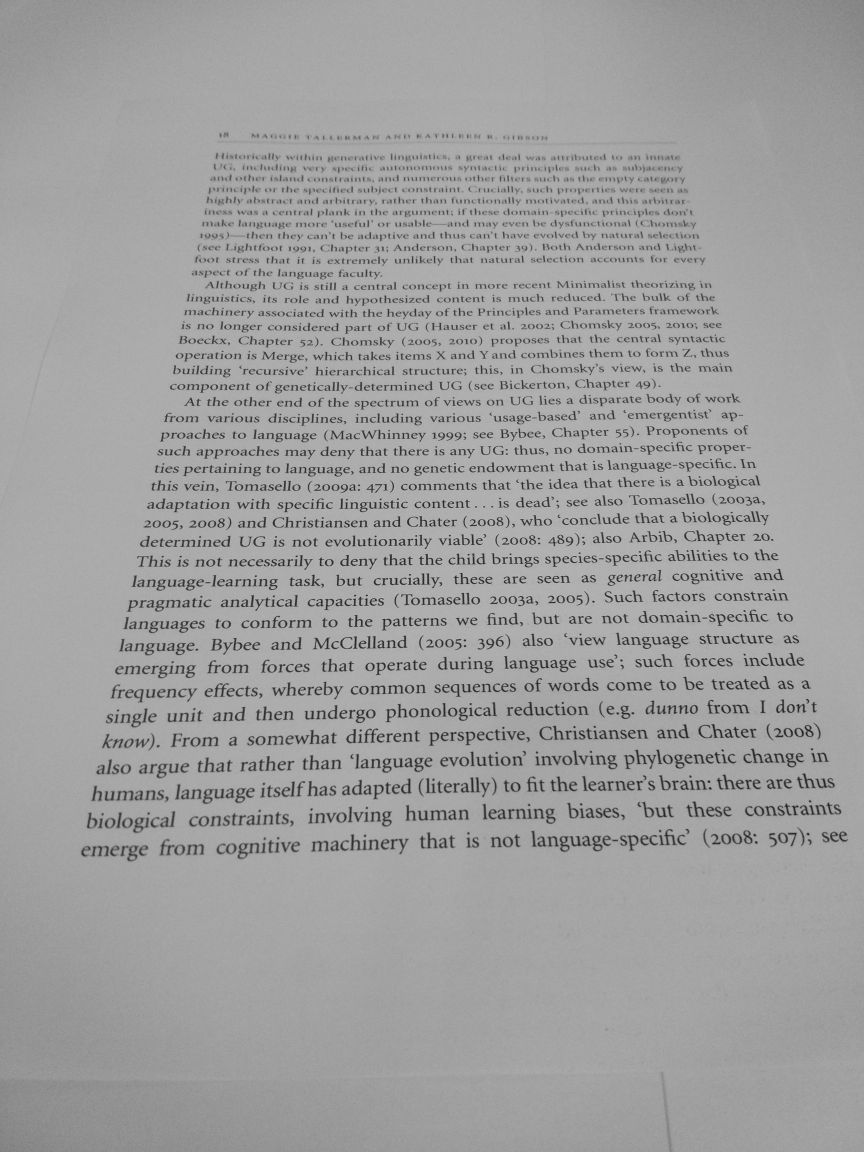 18 MAGGIE TALLERMAN AND KATHLEEN R. GIBSON
Historically within generative linguistics, a great deal was attributed to an innate
UG, including very specific autonomous syntactic principles such as subjacency
and other island constraints, and numerous other filters such as the empty category
principle or the specified subject constraint. Crucially, such properties were seen as
highly abstract and arbitrary, rather than functionally motivated, and this arbitrar-
iness was a central plank in the argument; if these domain-specific principles don't
make language more 'useful' or usable—and may even be dysfunctional (Chomsky
1995)—then they can't be adaptive and thus can't have evolved by natural selection
(see Lightfoot 1991, Chapter 31; Anderson, Chapter 39). Both Anderson and Light-
foot stress that it is extremely unlikely that natural selection accounts for every
aspect of the language faculty.
Although UG is still a central concept in more recent Minimalist theorizing in
linguistics, its role and hypothesized content is much reduced. The bulk of the
machinery associated with the heyday of the Principles and Parameters framework
is no longer considered part of UG (Hauser et al. 2002; Chomsky 2005, 2010; see
Boeckx, Chapter 52). Chomsky (2005, 2010) proposes that the central syntactic
operation is Merge, which takes items X and Y and combines them to form Z, thus
building 'recursive' hierarchical structure; this, in Chomsky's view, is the main
component of genetically-determined UG (see Bickerton, Chapter 49).
At the other end of the spectrum of views on UG lies a disparate body of work
from various disciplines, including various 'usage-based' and 'emergentist' ap-
proaches to language (MacWhinney 1999; see Bybee, Chapter 55). Proponents of
such approaches may deny that there is any UG: thus, no domain-specific proper-
ties pertaining to language, and no genetic endowment that is language-specific. In
this vein, Tomasello (2009a: 471) comments that 'the idea that there is a biological
adaptation with specific linguistic content . . . is dead'; see also Tomasello (2003a,
2005, 2008) and Christiansen and Chater (2008), who 'conclude that a biologically
determined UG is not evolutionarily viable' (2008: 489); also Arbib, Chapter 20.
This is not necessarily to deny that the child brings species-specific abilities to the
language-learning task, but crucially, these are seen as general cognitive and
pragmatic analytical capacities (Tomasello 2003a, 2005). Such factors constrain
languages to conform to the patterns we find, but are not domain-specific to
language. Bybee and McClelland (2005: 396) also 'view language structure as
emerging from forces that operate during language use'; such forces include
frequency effects, whereby common sequences of words come to be treated as a
single unit and then undergo phonological reduction (e.g. dunno from I don't
know). From a somewhat different perspective, Christiansen and Chater (2008)
also argue that rather than 'language evolution' involving phylogenetic change in
humans, language itself has adapted (literally) to fit the learner's brain: there are thus
biological constraints, involving human learning biases, 'but these constraints
emerge from cognitive machinery that is not language-specific' (2008: 507); see